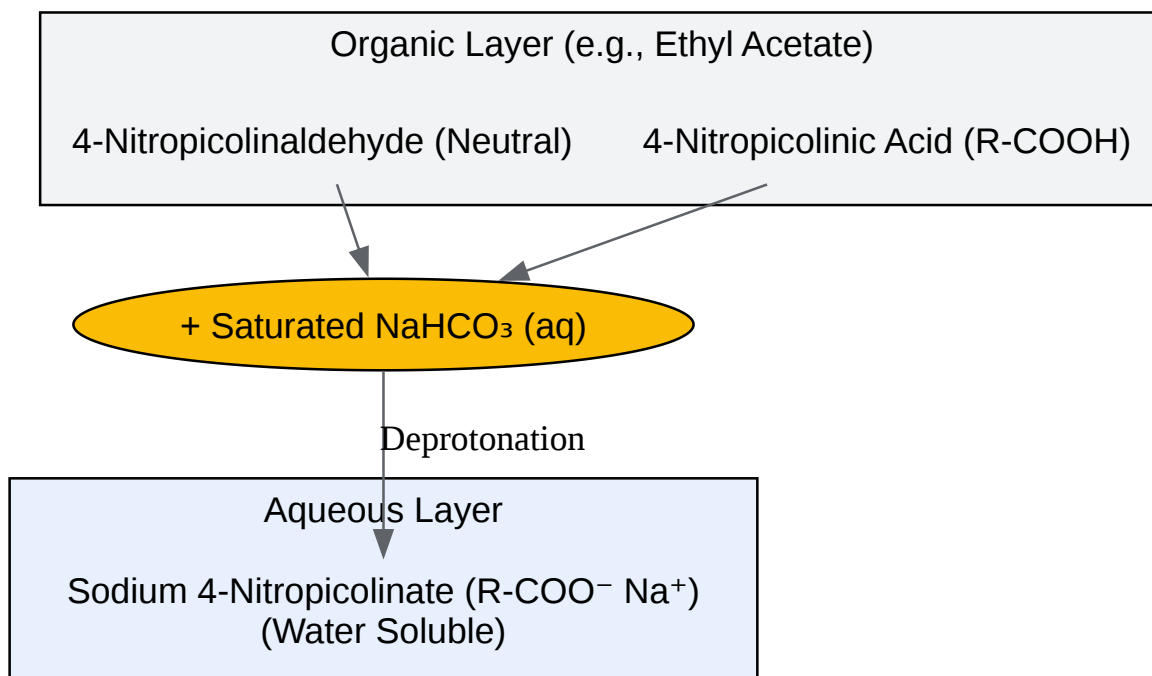 Organic Layer (e.g., Ethyl Acetate)
4-Nitropicolinaldehyde (Neutral)
4-Nitropicolinic Acid (R-COOH)
+ Saturated NaHCO₃ (aq)
Deprotonation
Aqueous Layer
Sodium 4-Nitropicolinate (R-COO⁻ Na⁺)
(Water Soluble)